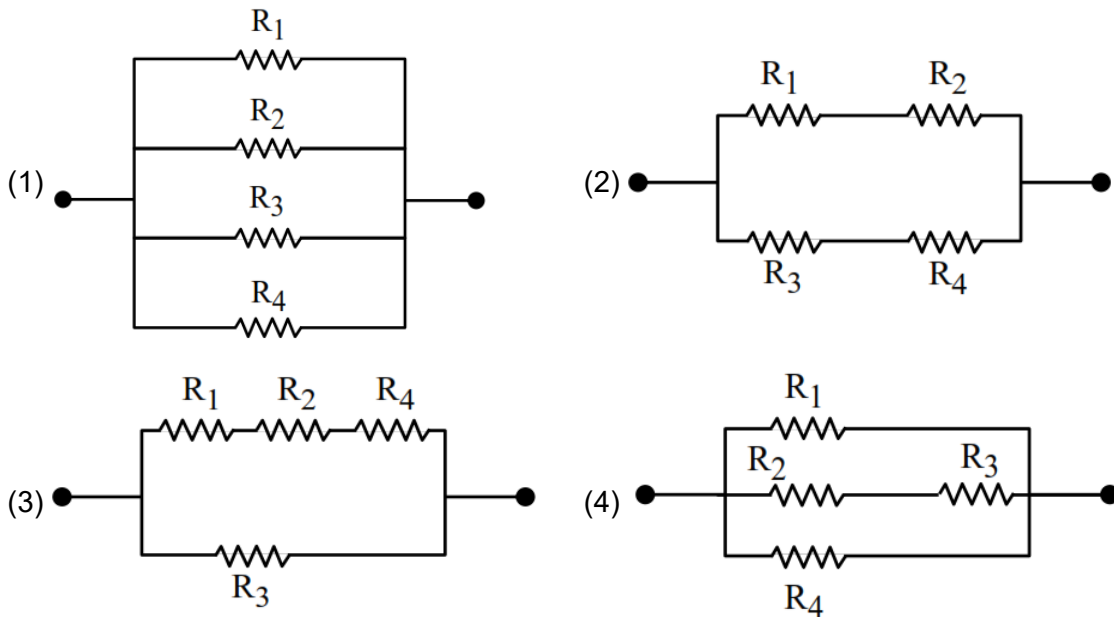 (1)
R1
R2
R3
R4
(2)
R1 R2
R3 R4
(3)
R1 R2 R4
R3
(4)
R1
R2 R3
R4